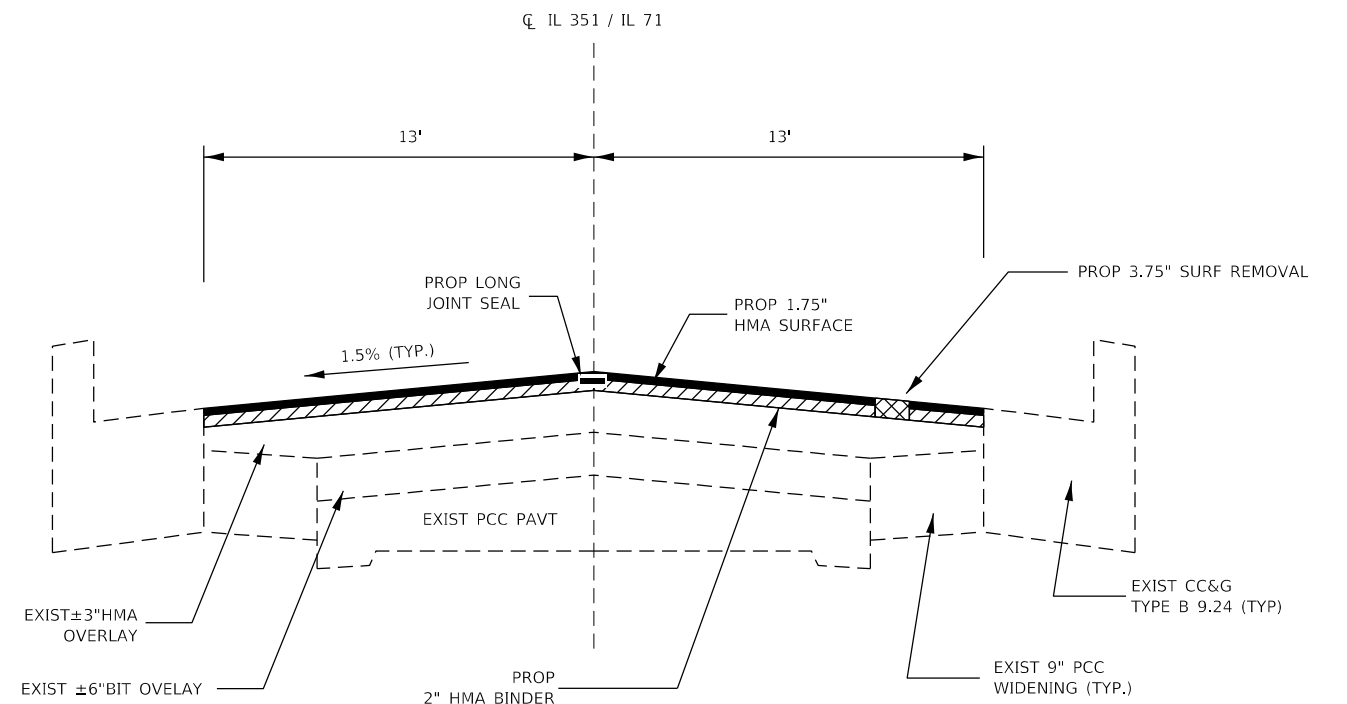 ℄ IL 351 / IL 71
13'
13'
PROP LONG
JOINT SEAL
PROP 1.75"
HMA SURFACE
PROP 3.75" SURF REMOVAL
1.5% (TYP.)
EXIST PCC PAVT
EXIST±3"HMA
OVERLAY
EXIST ±6"BIT OVELAY
PROP
2" HMA BINDER
EXIST 9" PCC
WIDENING (TYP.)
EXIST CC&G
TYPE B 9.24 (TYP)